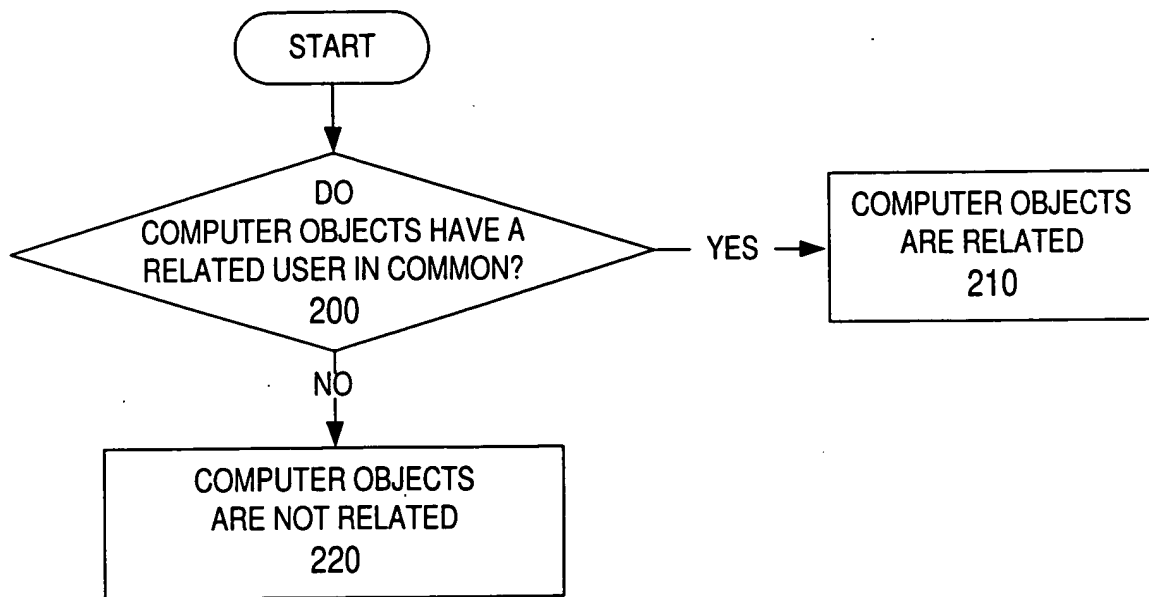 START
DO
COMPUTER OBJECTS HAVE A
RELATED USER IN COMMON?
200
YES
COMPUTER OBJECTS
ARE RELATED
210
NO
COMPUTER OBJECTS
ARE NOT RELATED
220